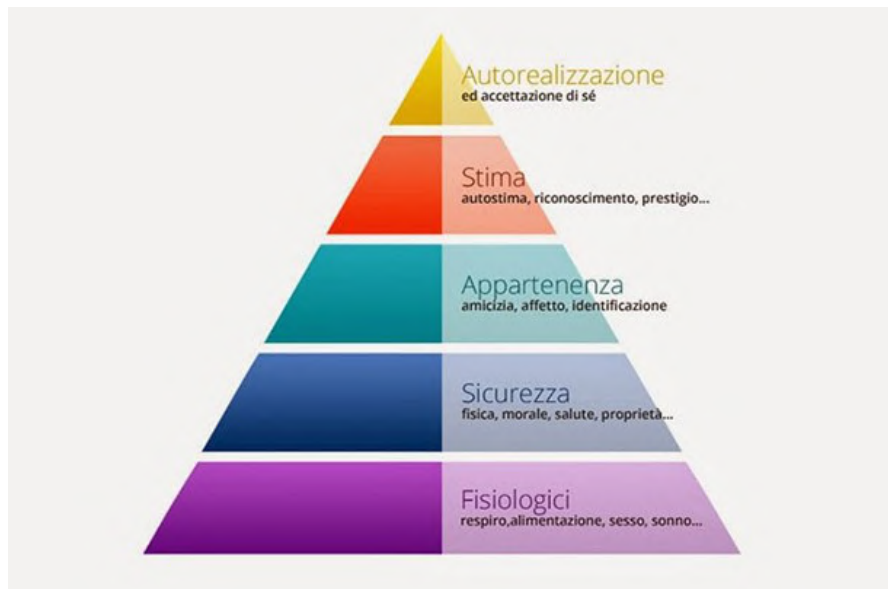 Autorealizzazione
ed accettazione di sé
Stima
autostima, riconoscimento, prestigio...
Appartenenza
amicizia, affetto, identificazione
Sicurezza
fisica, morale, salute, proprietà...
Fisiologici
respiro,alimentazione, sesso, sonno...